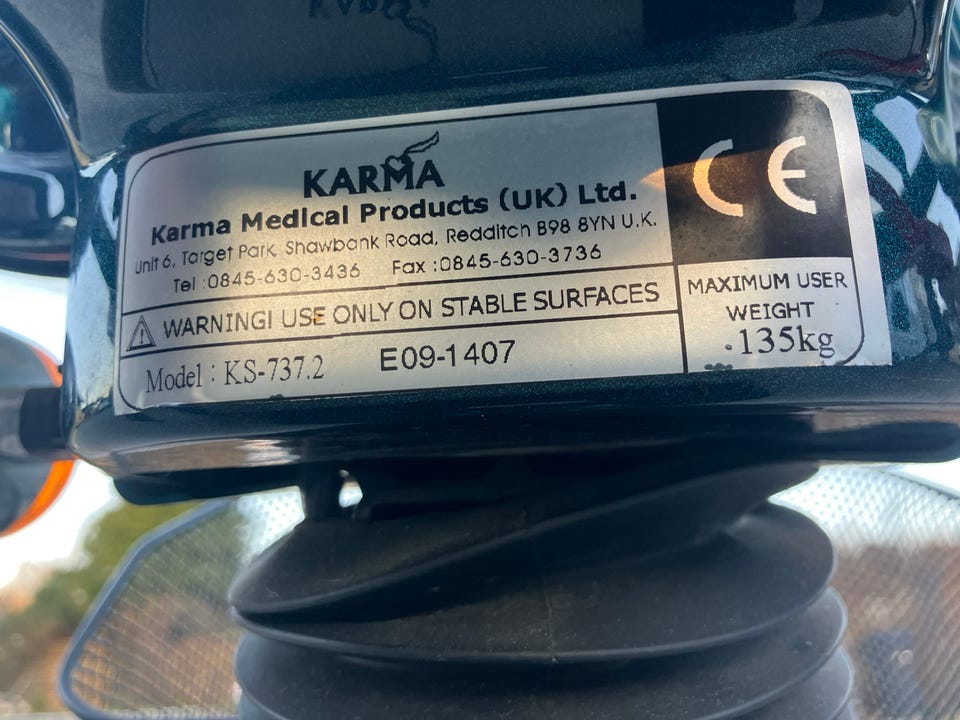 KARMA
Karma Medical Products (UK) Ltd.
Unit 6, Target Park, Shawbank Road, Redditch B98 8YN U.K.
Tel :0845-630-3436 Fax :0845-630-3736
WARNING! USE ONLY ON STABLE SURFACES
Model : KS-737.2 E09-1407
CE
MAXIMUM USER
WEIGHT
135kg